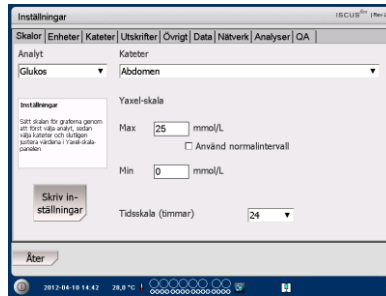 Inställningar
ISCUS
Skalor Enheter Kateter Utskrifter Övrigt Data Nätverk Analyser QA
Analyt Kateter
Glukos Abdomen
Inställningar
Sätt skalan för graferna genom
att först välja analyt, sedan
välja kateter och slutligen
justera värdena i Yaxel-skala-
panelen
Yaxel-skala
Max 25 mmol/L
Använd normalintervall
Min 0 mmol/L
Skriv in-
ställningar
Tidsskala (timmar) 24
Åter
2012-04-10 14:42 28,0 °C